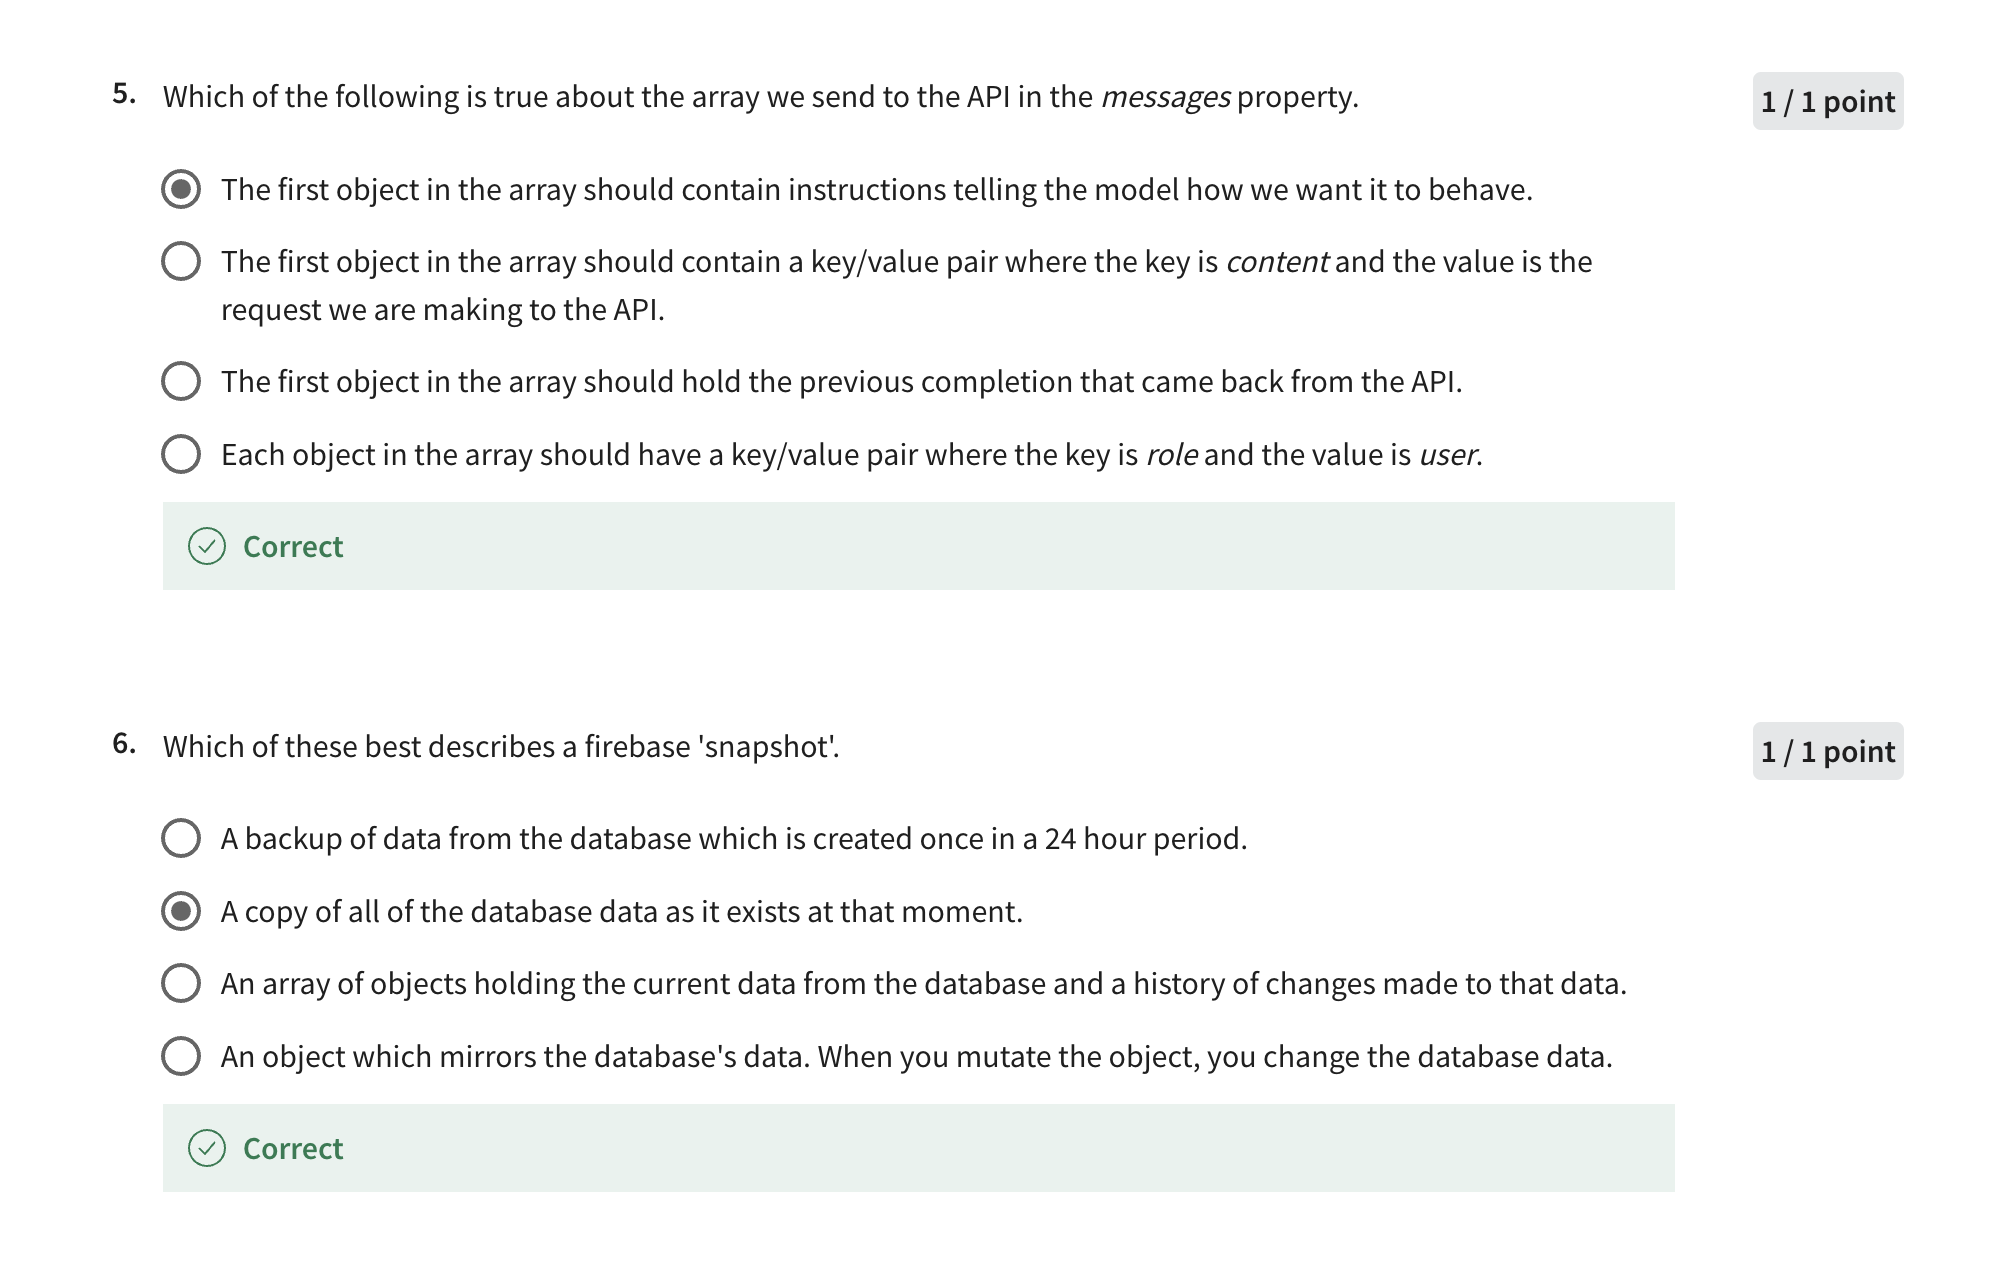 5. Which of the following is true about the array we send to the API in the messages property.
1 / 1 point
The first object in the array should contain instructions telling the model how we want it to behave.
The first object in the array should contain a key/value pair where the key is content and the value is the
request we are making to the API.
The first object in the array should hold the previous completion that came back from the API.
Each object in the array should have a key/value pair where the key is role and the value is user.
Correct
6. Which of these best describes a firebase 'snapshot'.
1 / 1 point
A backup of data from the database which is created once in a 24 hour period.
A copy of all of the database data as it exists at that moment.
An array of objects holding the current data from the database and a history of changes made to that data.
An object which mirrors the database's data. When you mutate the object, you change the database data.
Correct